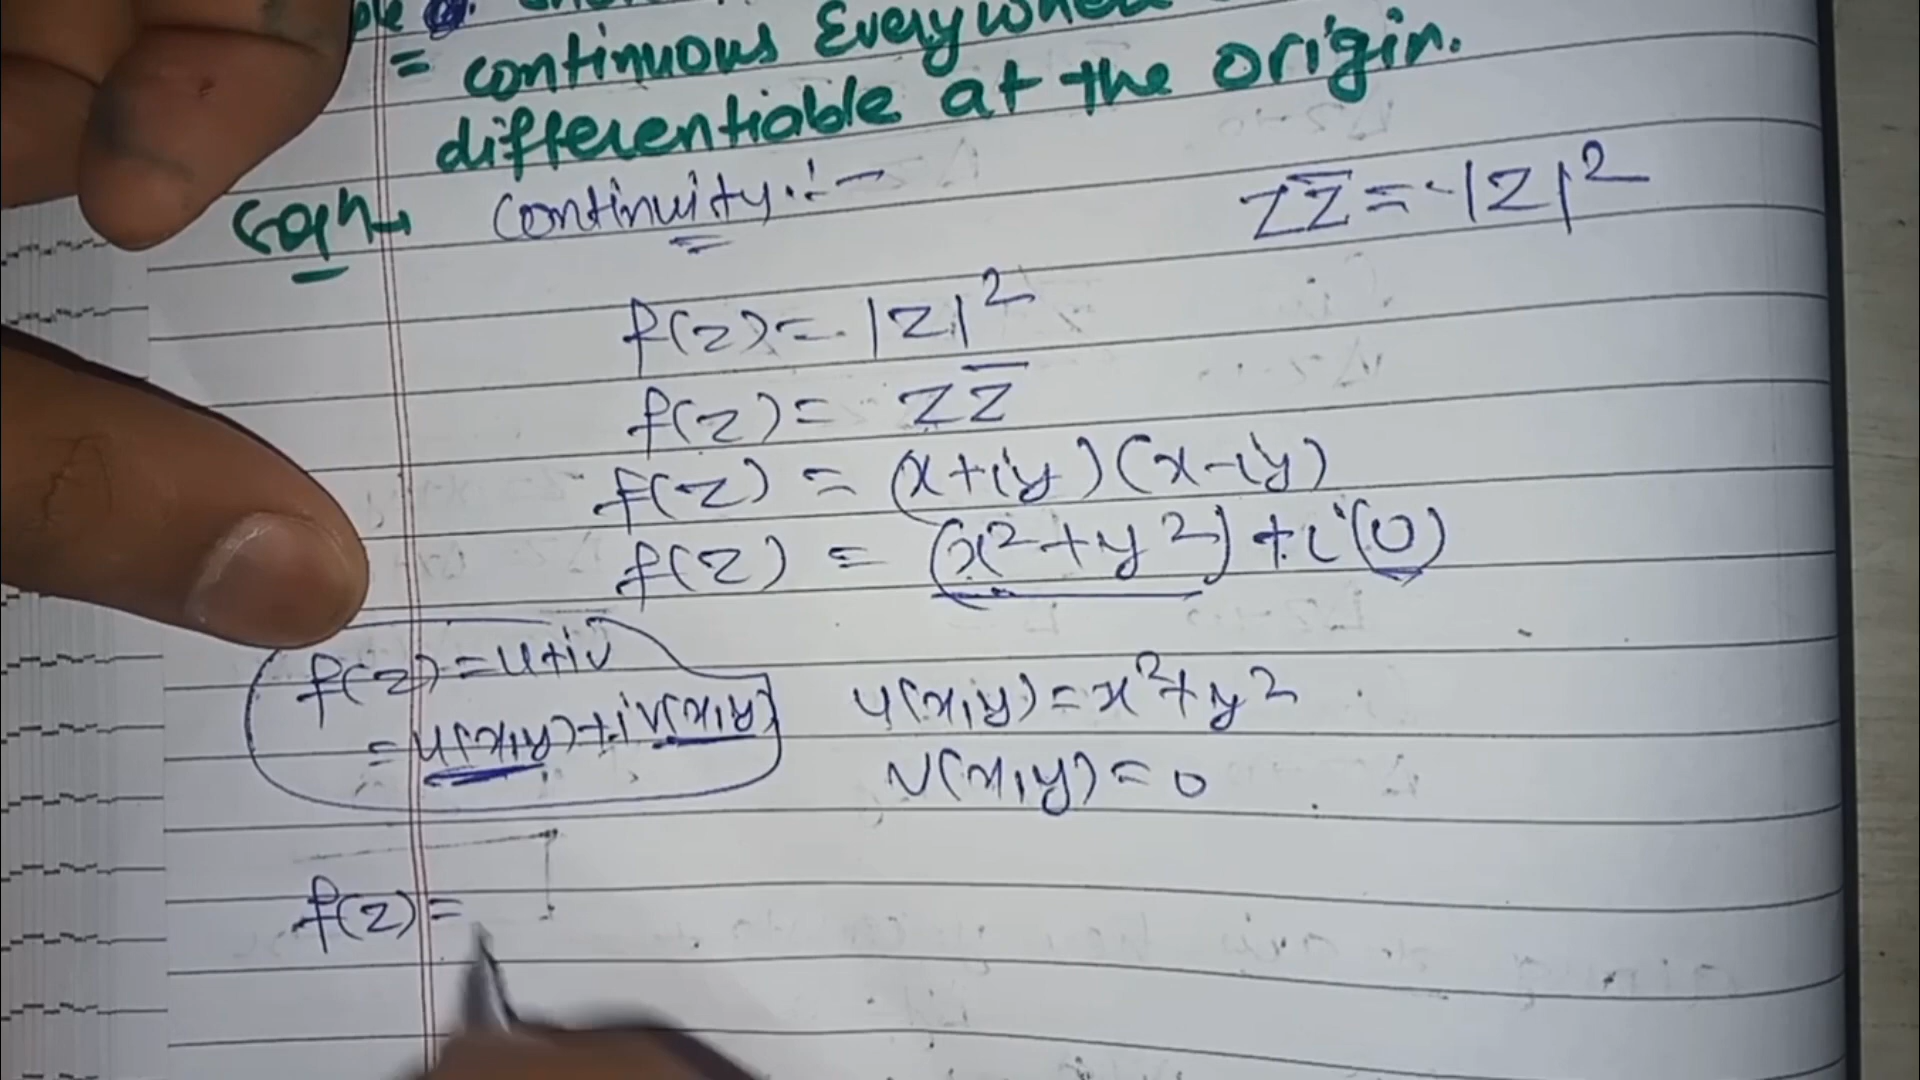 = continuous Everywhere
differentiable at the origin.
Soln continuity :-
ZZ̅ = |Z|²
f(z) = |Z|²
f(z) = ZZ̅
f(z) = (x+iy)(x-iy)
f(z) = (x²+y²)+i(0)
f(z)=u+iv
= u(x,y)+iv(x,y)
u(x,y)=x²+y²
v(x,y)=0
f(z)=